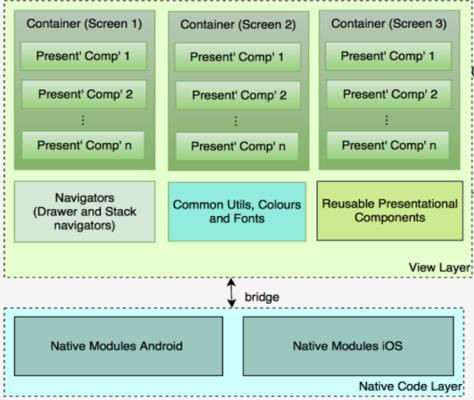 Container (Screen 1)
Present' Comp' 1
Present' Comp' 2
⋮
Present' Comp' n
Container (Screen 2)
Present' Comp' 1
Present' Comp' 2
⋮
Present' Comp' n
Container (Screen 3)
Present' Comp' 1
Present' Comp' 2
⋮
Present' Comp' n
Navigators
(Drawer and Stack
navigators)
Common Utils, Colours
and Fonts
Reusable Presentational
Components
View Layer
bridge
Native Modules Android
Native Modules iOS
Native Code Layer